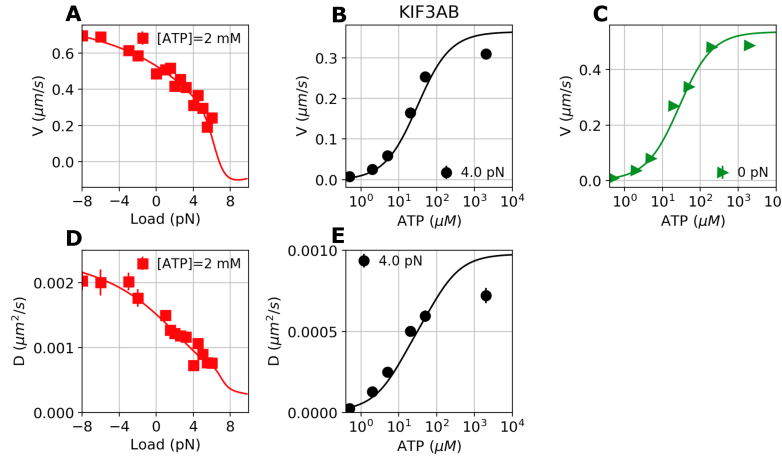 KIF3AB
A
B
C
[ATP]=2 mM
V (μm/s)
0.6
0.4
0.2
0.0
−8
−4
0
4
8
Load (pN)
V (μm/s)
0.3
0.2
0.1
0.0
4.0 pN
10⁰
10¹
10²
10³
10⁴
ATP (μM)
V (μm/s)
0.4
0.2
0.0
0 pN
10⁰
10²
10⁴
ATP (μM)
D
E
[ATP]=2 mM
D (μm²/s)
0.002
0.001
0.000
−8
−4
0
4
8
Load (pN)
4.0 pN
D (μm²/s)
0.0010
0.0005
0.0000
10⁰
10¹
10²
10³
10⁴
ATP (μM)